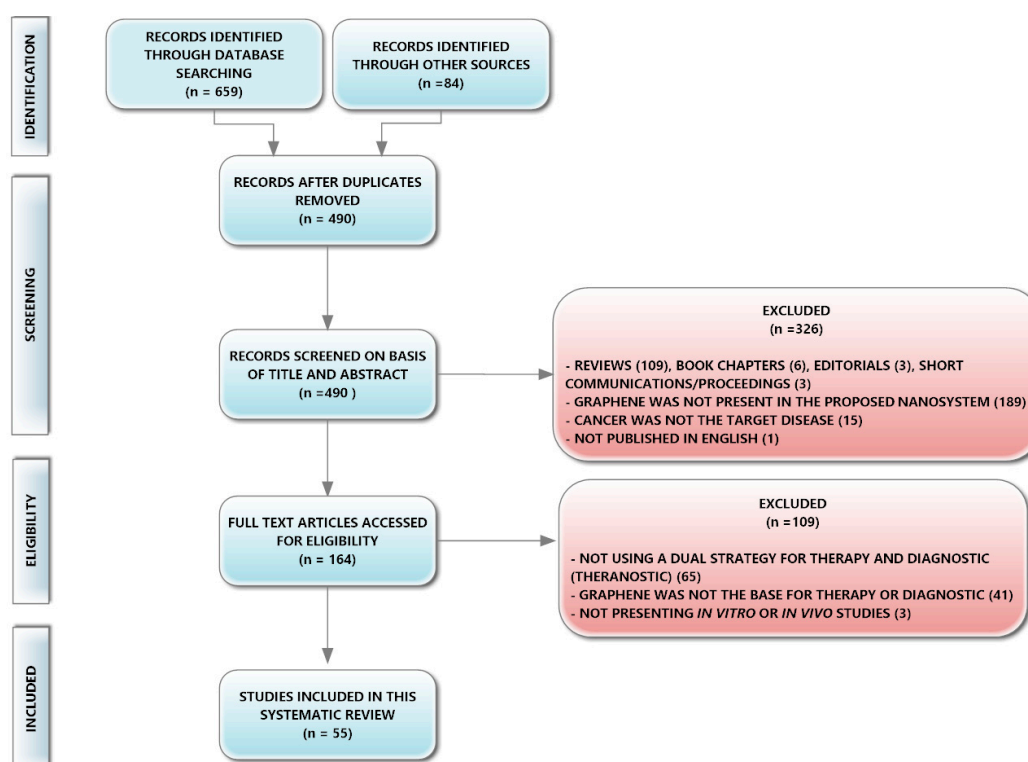 IDENTIFICATION
RECORDS IDENTIFIED
THROUGH DATABASE
SEARCHING
(n = 659)
RECORDS IDENTIFIED
THROUGH OTHER SOURCES
(n =84)
SCREENING
RECORDS AFTER DUPLICATES
REMOVED
(n = 490)
RECORDS SCREENED ON BASIS
OF TITLE AND ABSTRACT
(n =490 )
EXCLUDED
(n =326)
- REVIEWS (109), BOOK CHAPTERS (6), EDITORIALS (3), SHORT
COMMUNICATIONS/PROCEEDINGS (3)
- GRAPHENE WAS NOT PRESENT IN THE PROPOSED NANOSYSTEM (189)
- CANCER WAS NOT THE TARGET DISEASE (15)
- NOT PUBLISHED IN ENGLISH (1)
ELIGIBILITY
FULL TEXT ARTICLES ACCESSED
FOR ELIGIBILITY
(n = 164)
EXCLUDED
(n =109)
- NOT USING A DUAL STRATEGY FOR THERAPY AND DIAGNOSTIC
(THERANOSTIC) (65)
- GRAPHENE WAS NOT THE BASE FOR THERAPY OR DIAGNOSTIC (41)
- NOT PRESENTING IN VITRO OR IN VIVO STUDIES (3)
INCLUDED
STUDIES INCLUDED IN THIS
SYSTEMATIC REVIEW
(n = 55)